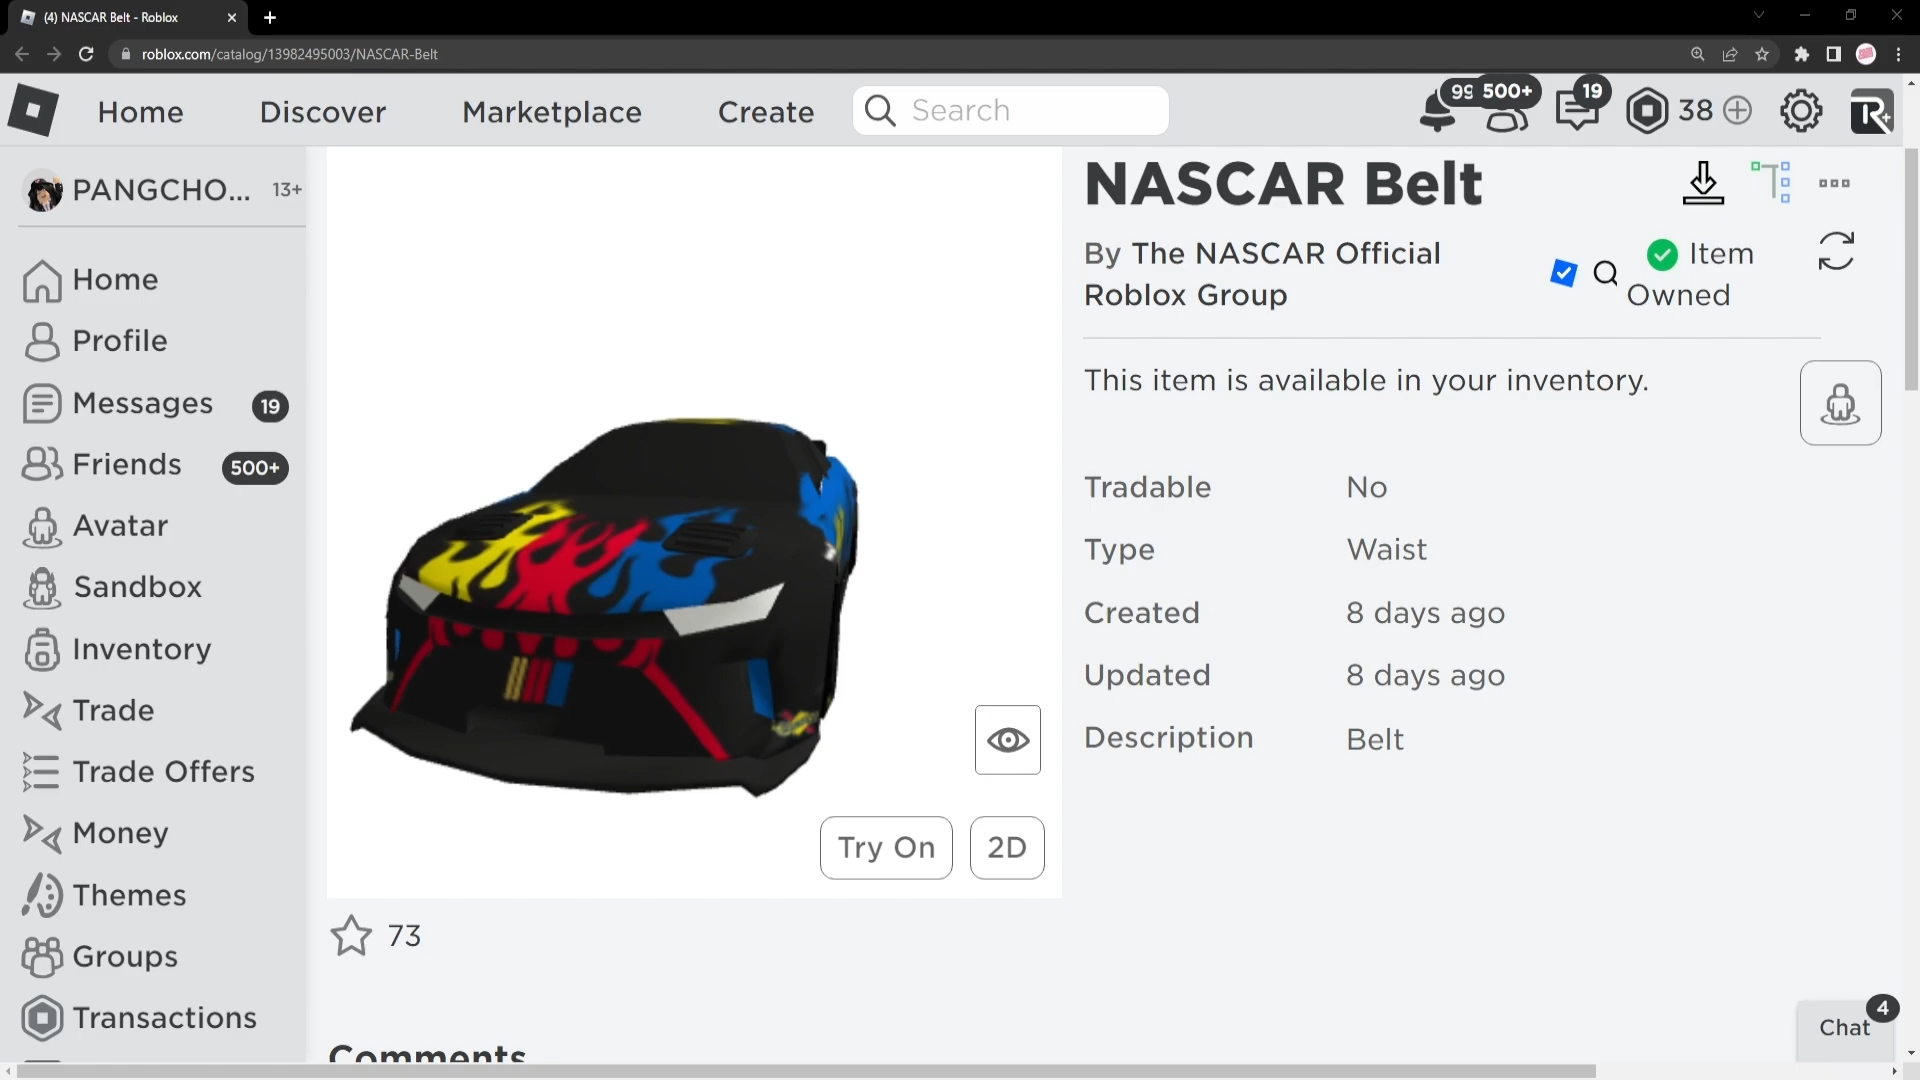 (4) NASCAR Belt - Roblox
roblox.com/catalog/13982495003/NASCAR-Belt
Home
Discover
Marketplace
Create
Search
99
500+
19
38
PANGCHO...
13+
Home
Profile
Messages
19
Friends
500+
Avatar
Sandbox
Inventory
Trade
Trade Offers
Money
Themes
Groups
Transactions
Try On
2D
73
Comments
NASCAR Belt
By The NASCAR Official
Roblox Group
Item
Owned
This item is available in your inventory.
Tradable No
Type Waist
Created 8 days ago
Updated 8 days ago
Description Belt
Chat
4